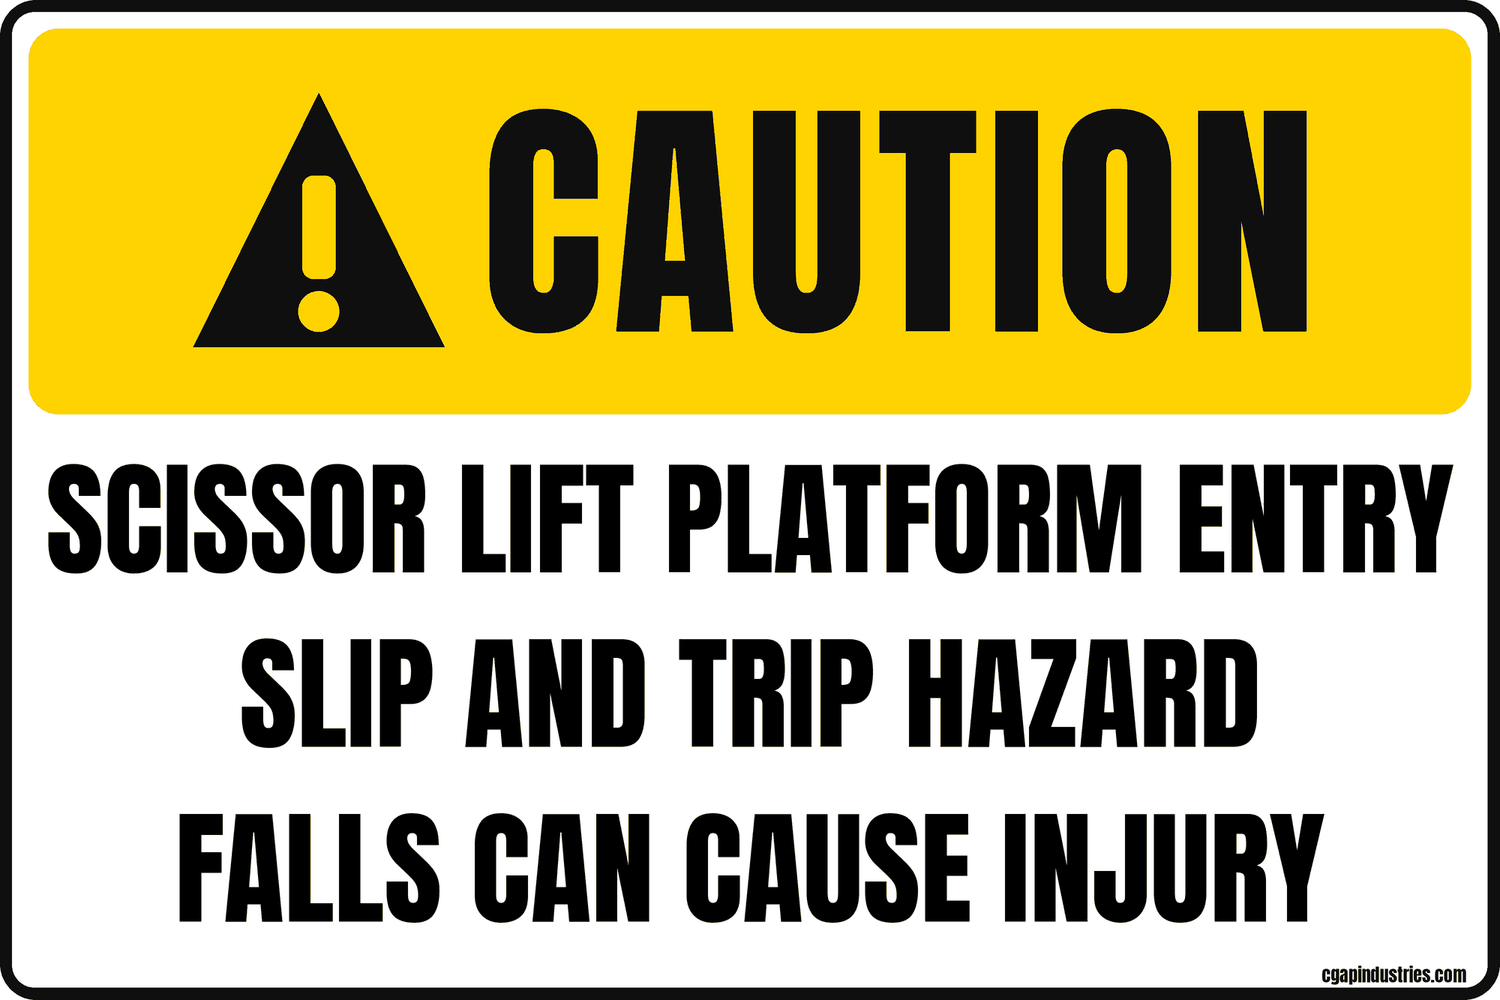 CAUTION
SCISSOR LIFT PLATFORM ENTRY
SLIP AND TRIP HAZARD
FALLS CAN CAUSE INJURY
cgapindustries.com